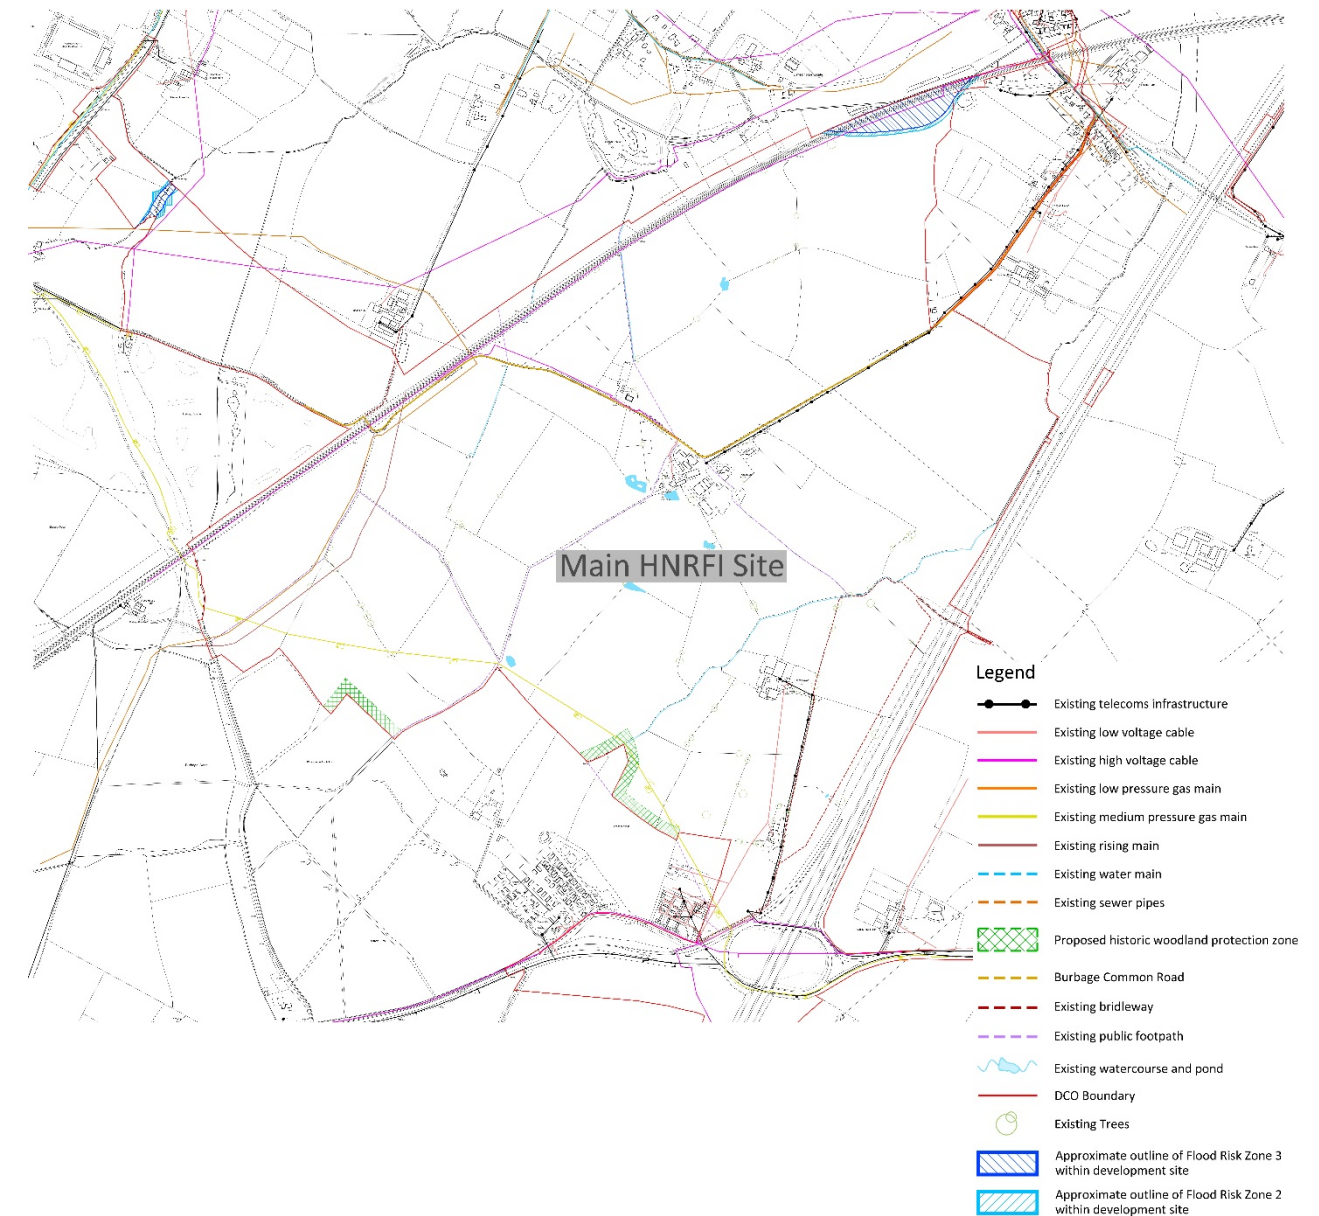 Main HNRFI Site
Legend
Existing telecoms infrastructure
Existing low voltage cable
Existing high voltage cable
Existing low pressure gas main
Existing medium pressure gas main
Existing rising main
Existing water main
Existing sewer pipes
Proposed historic woodland protection zone
Burbage Common Road
Existing bridleway
Existing public footpath
Existing watercourse and pond
DCO Boundary
Existing Trees
Approximate outline of Flood Risk Zone 3
within development site
Approximate outline of Flood Risk Zone 2
within development site